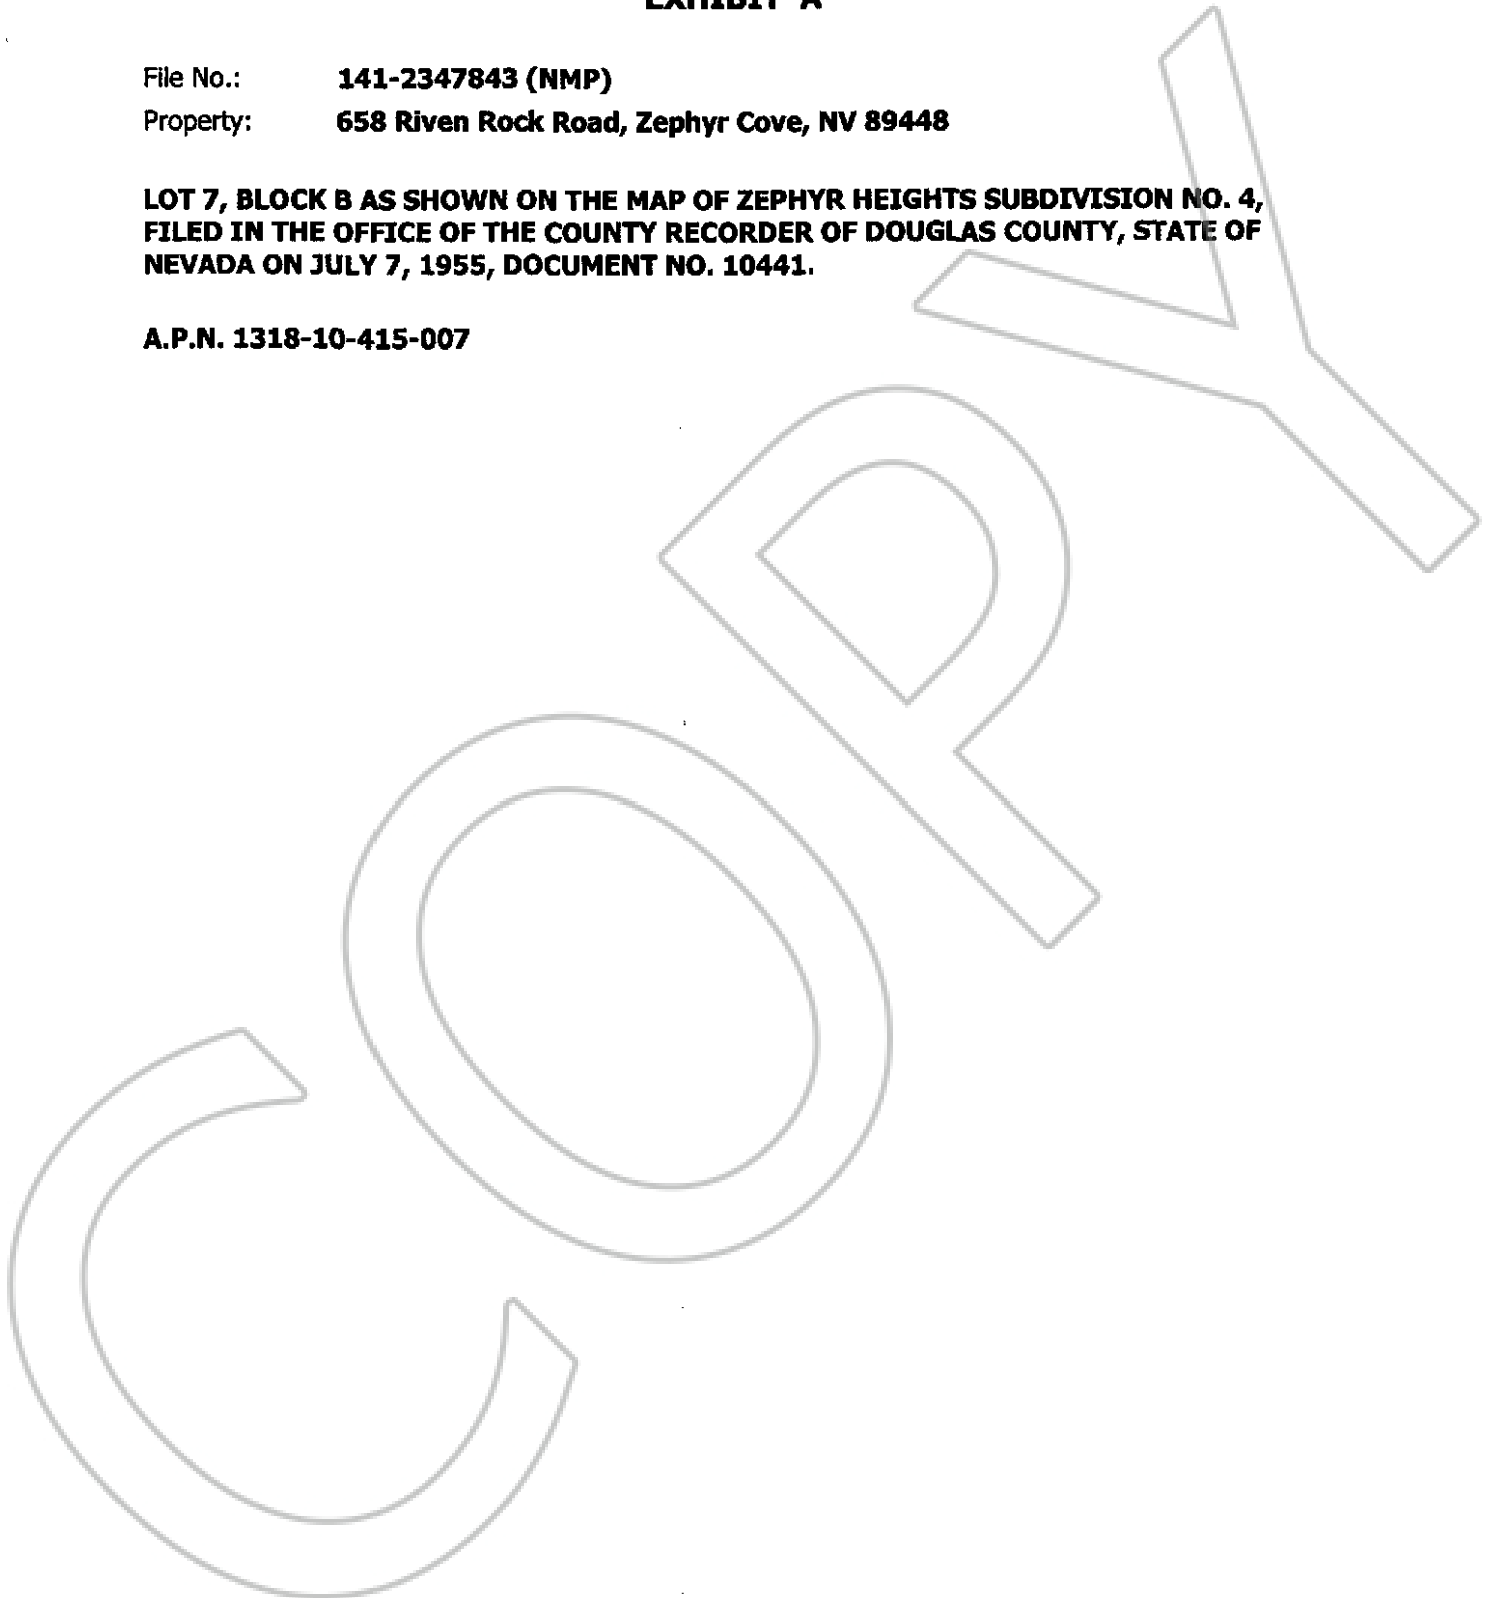 EXHIBIT 'A'
File No.: 141-2347843 (NMP)
Property: 658 Riven Rock Road, Zephyr Cove, NV 89448
LOT 7, BLOCK B AS SHOWN ON THE MAP OF ZEPHYR HEIGHTS SUBDIVISION NO. 4,
FILED IN THE OFFICE OF THE COUNTY RECORDER OF DOUGLAS COUNTY, STATE OF
NEVADA ON JULY 7, 1955, DOCUMENT NO. 10441.
A.P.N. 1318-10-415-007
COPY